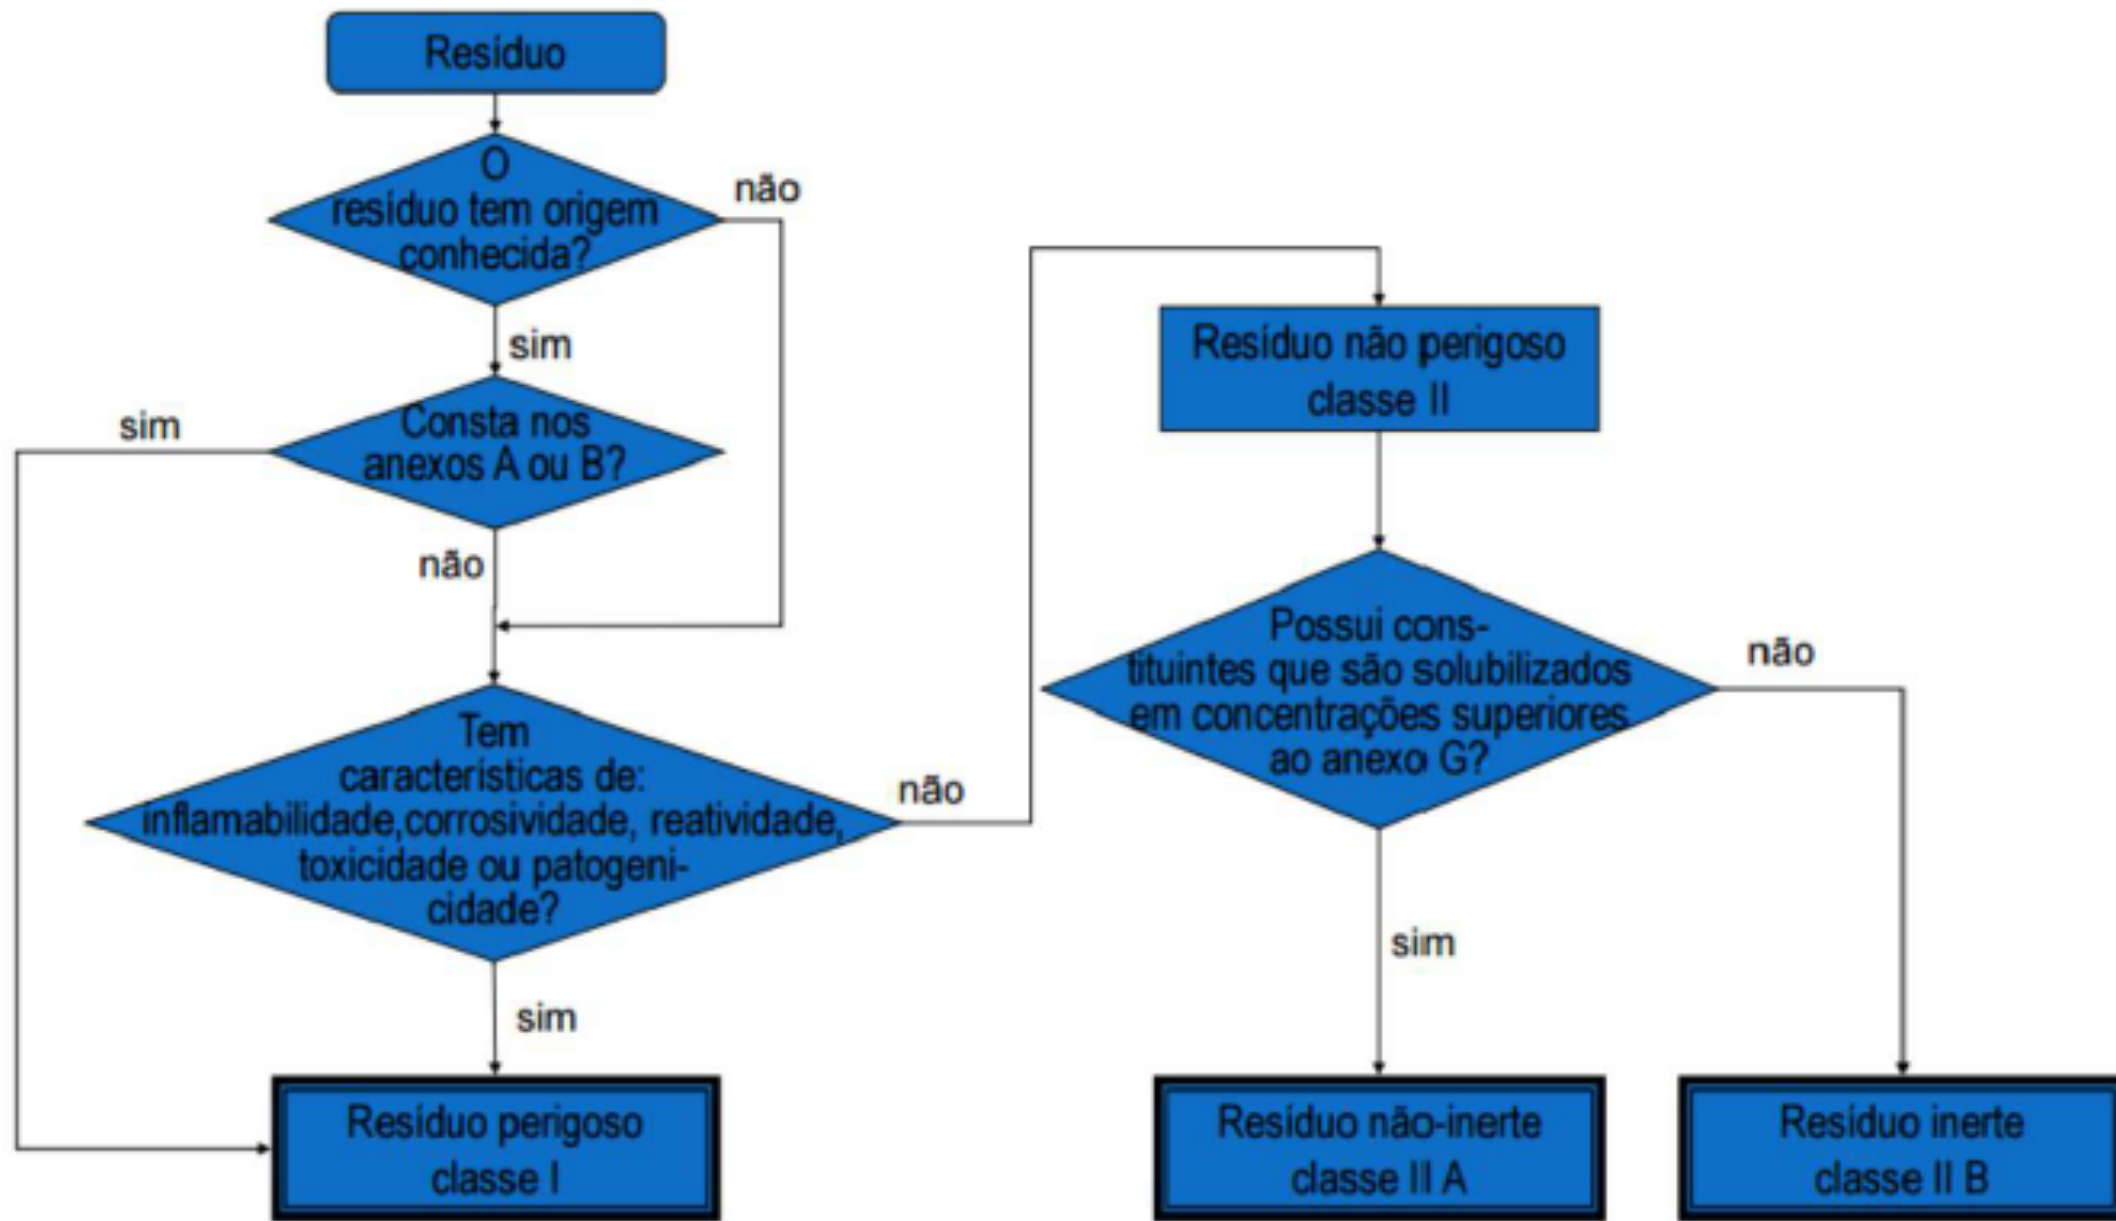 Resíduo
O
resíduo tem origem
conhecida?
não
sim
Consta nos
anexos A ou B?
sim
não
Tem
características de:
inflamabilidade,corrosividade, reatividade,
toxicidade ou patogeni-
cidade?
não
sim
Resíduo perigoso
classe I
Resíduo não perigoso
classe II
Possui cons-
tituintes que são solubilizados
em concentrações superiores
ao anexo G?
não
sim
Resíduo não-inerte
classe II A
Resíduo inerte
classe II B